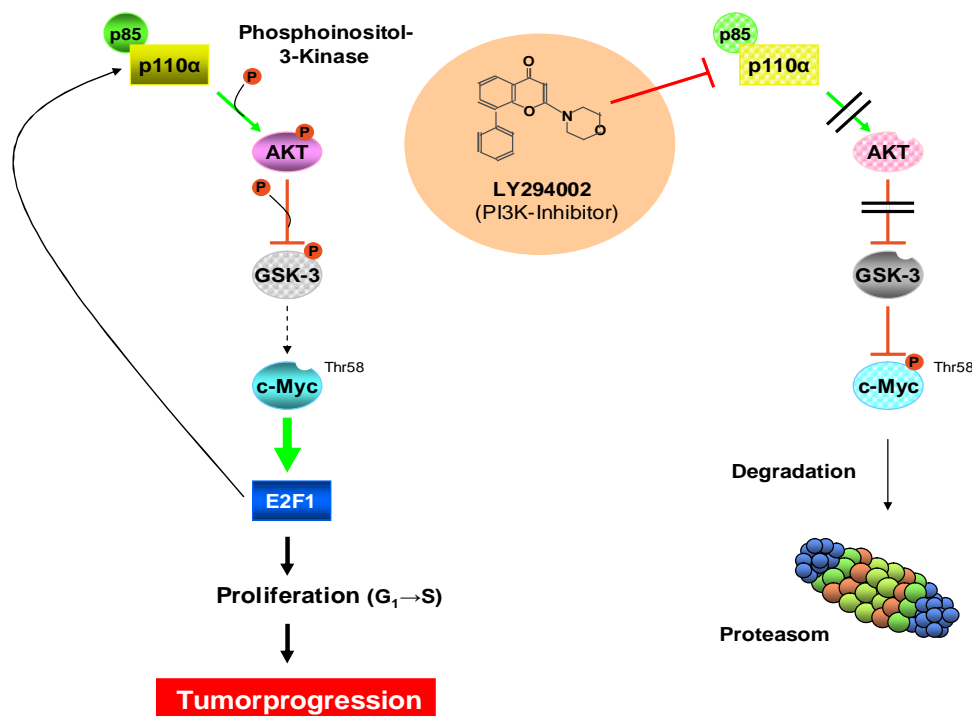 p85
p110α
Phosphoinositol-
3-Kinase
P
P
AKT
P
P
GSK-3
Thr58
c-Myc
E2F1
Proliferation (G₁→S)
Tumorprogression
O
O
N
O
LY294002
(PI3K-Inhibitor)
p85
p110α
AKT
GSK-3
P
Thr58
c-Myc
Degradation
Proteasom